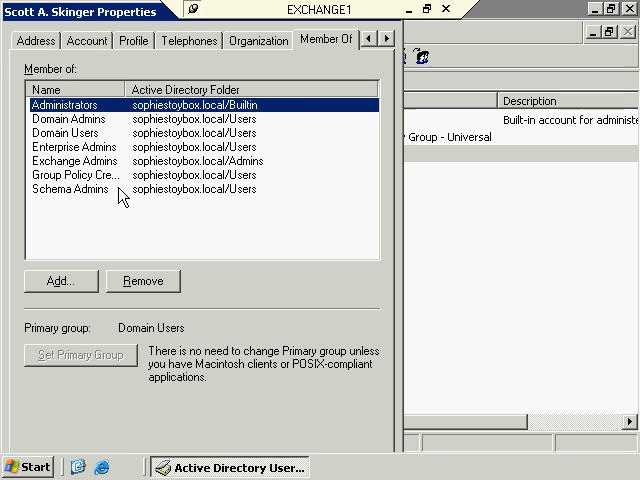 Scott A. Skinger Properties
EXCHANGE1
Address
Account
Profile
Telephones
Organization
Member Of
Member of:
Name
Active Directory Folder
Administrators
sophiestoybox.local/Builtin
Domain Admins
sophiestoybox.local/Users
Domain Users
sophiestoybox.local/Users
Enterprise Admins
sophiestoybox.local/Users
Exchange Admins
sophiestoybox.local/Admins
Group Policy Cre...
sophiestoybox.local/Users
Schema Admins
sophiestoybox.local/Users
Add...
Remove
Primary group:
Domain Users
Set Primary Group
There is no need to change Primary group unless
you have Macintosh clients or POSIX-compliant
applications.
Description
Built-in account for administe
Group - Universal
Start
Active Directory User...